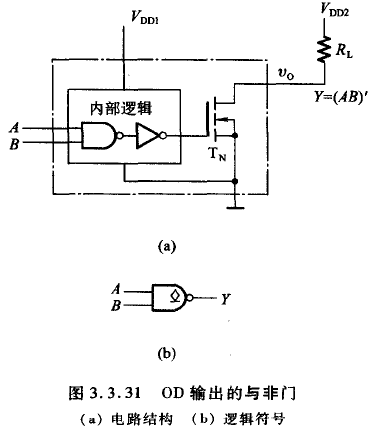 V_DD1
V_DD2
R_L
v_O
Y=(AB)′
内部逻辑
A
B
T_N
(a)
A
B
Y
(b)
图 3.3.31 OD 输出的与非门
(a) 电路结构 (b) 逻辑符号